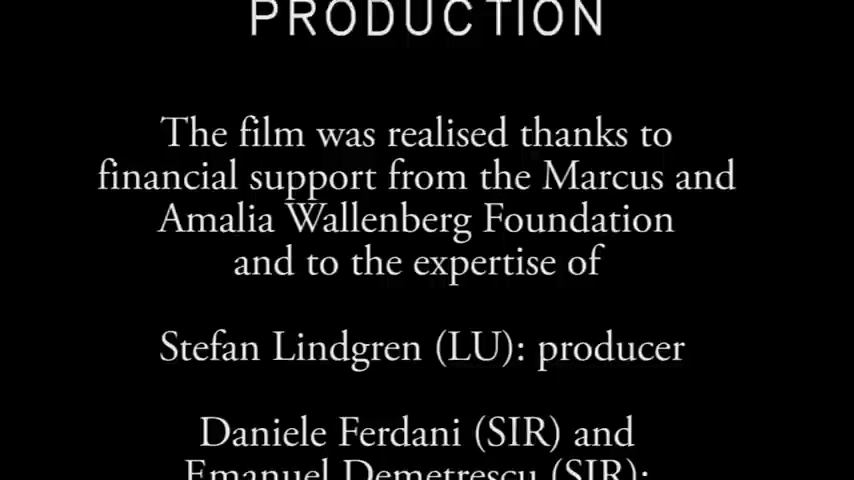 PRODUCTION
The film was realised thanks to
financial support from the Marcus and
Amalia Wallenberg Foundation
and to the expertise of
Stefan Lindgren (LU): producer
Daniele Ferdani (SIR) and
Emanuel Demetrescu (SIR):